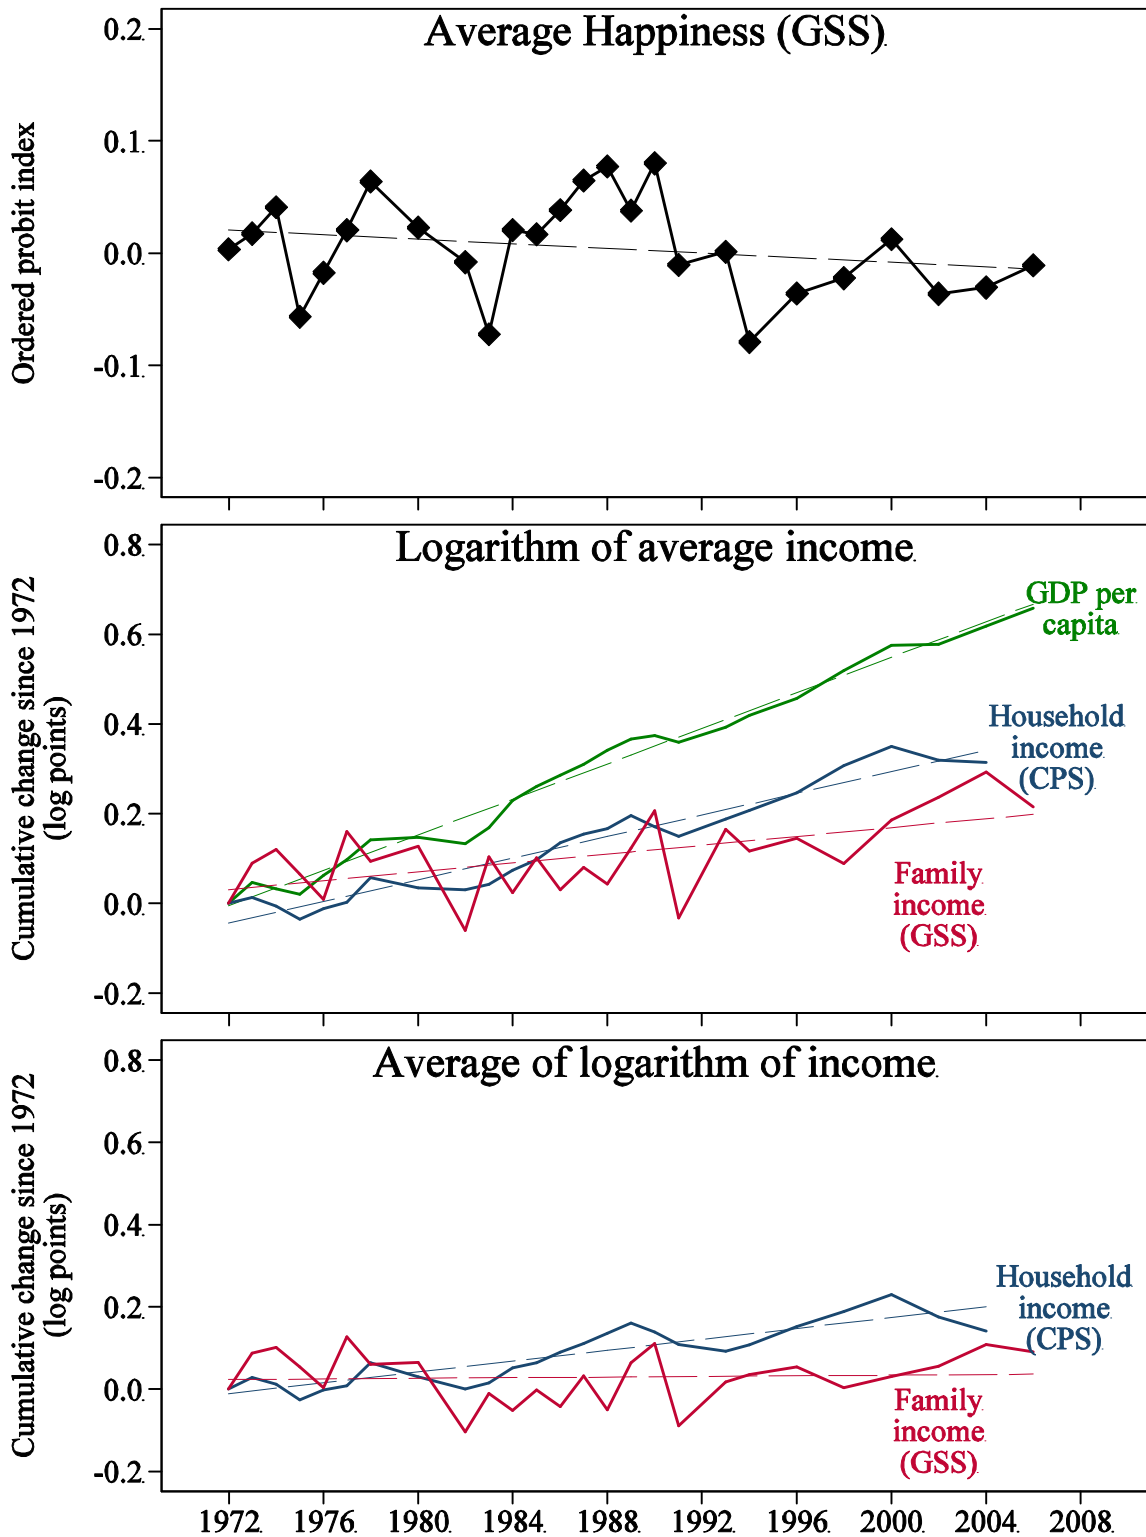 Average Happiness (GSS)
Ordered probit index
0.2
0.1
0.0
-0.1
-0.2
Logarithm of average income
Cumulative change since 1972
(log points)
0.8
0.6
0.4
0.2
0.0
-0.2
GDP per
capita
Household
income
(CPS)
Family
income
(GSS)
Average of logarithm of income
Cumulative change since 1972
(log points)
0.8
0.6
0.4
0.2
0.0
-0.2
Household
income
(CPS)
Family
income
(GSS)
1972 1976 1980 1984 1988 1992 1996 2000 2004 2008